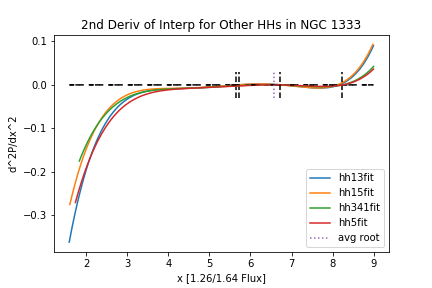 2nd Deriv of Interp for Other HHs in NGC 1333
d^2P/dx^2
0.1
0.0
−0.1
−0.2
−0.3
hh13fit
hh15fit
hh341fit
hh5fit
avg root
2 3 4 5 6 7 8 9
x [1.26/1.64 Flux]